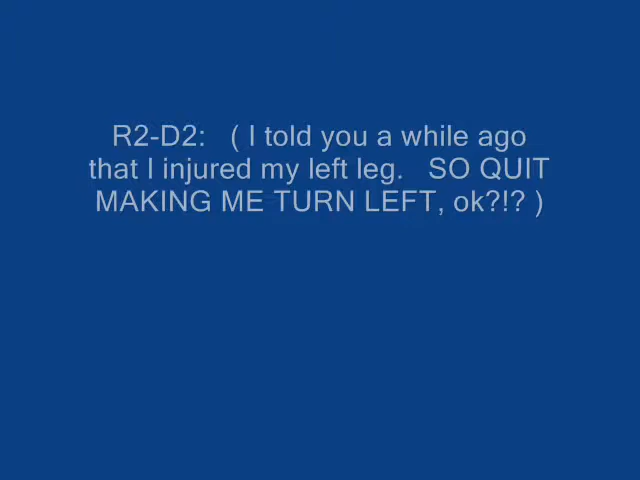 R2-D2:   ( I told you a while ago
that I injured my left leg.   SO QUIT
MAKING ME TURN LEFT, ok?!? )